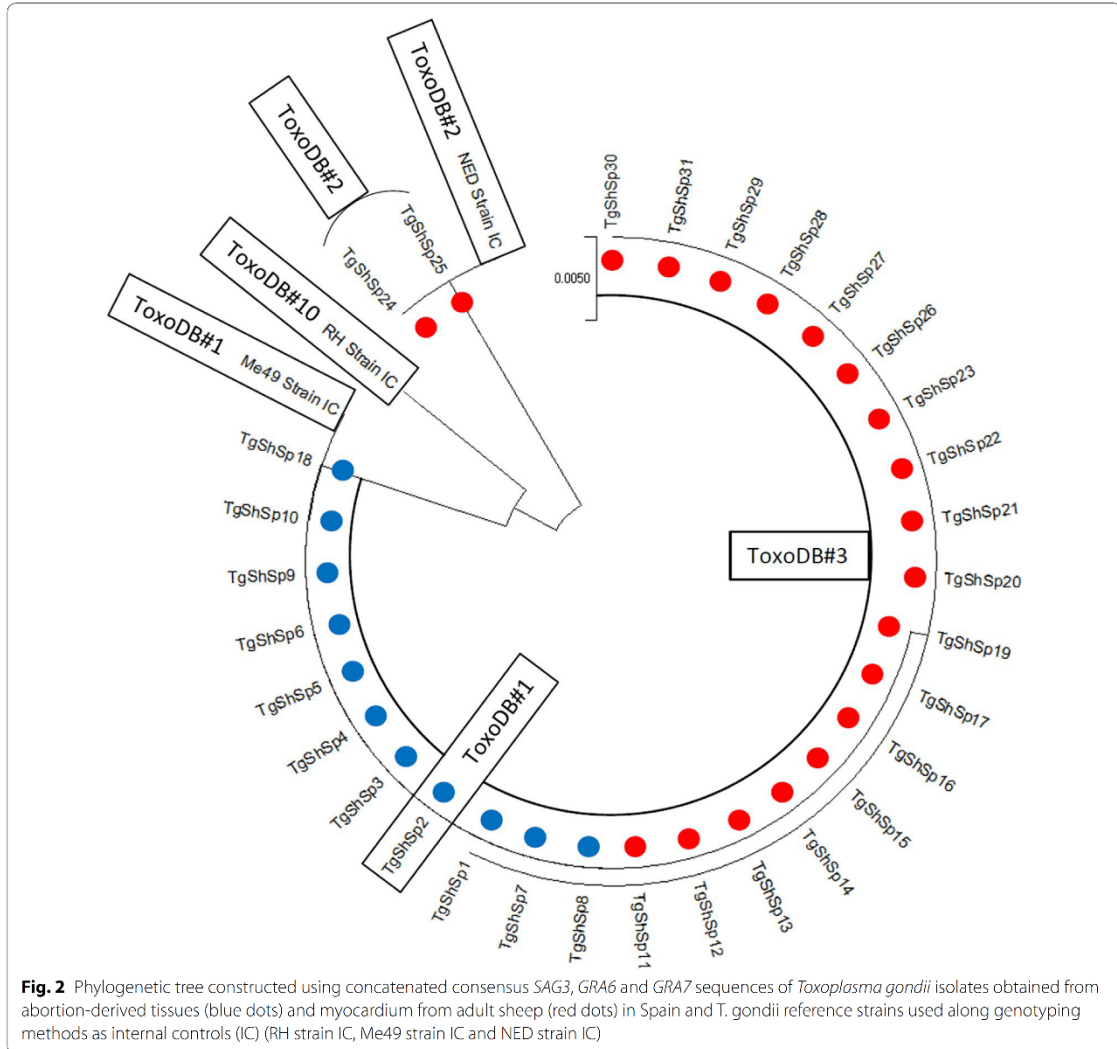 ToxoDB#2
NED Strain IC
ToxoDB#2
TgShSp25
TgShSp24
ToxoDB#10
RH Strain IC
ToxoDB#1
Me49 Strain IC
0.0050
TgShSp30
TgShSp31
TgShSp29
TgShSp28
TgShSp27
TgShSp26
TgShSp23
TgShSp22
TgShSp21
TgShSp20
ToxoDB#3
TgShSp19
TgShSp17
TgShSp16
TgShSp15
TgShSp14
TgShSp13
TgShSp12
TgShSp11
TgShSp8
TgShSp7
TgShSp1
TgShSp2
ToxoDB#1
TgShSp3
TgShSp4
TgShSp5
TgShSp6
TgShSp9
TgShSp10
TgShSp18
Fig. 2 Phylogenetic tree constructed using concatenated consensus SAG3, GRA6 and GRA7 sequences of Toxoplasma gondii isolates obtained from
abortion-derived tissues (blue dots) and myocardium from adult sheep (red dots) in Spain and T. gondii reference strains used along genotyping
methods as internal controls (IC) (RH strain IC, Me49 strain IC and NED strain IC)